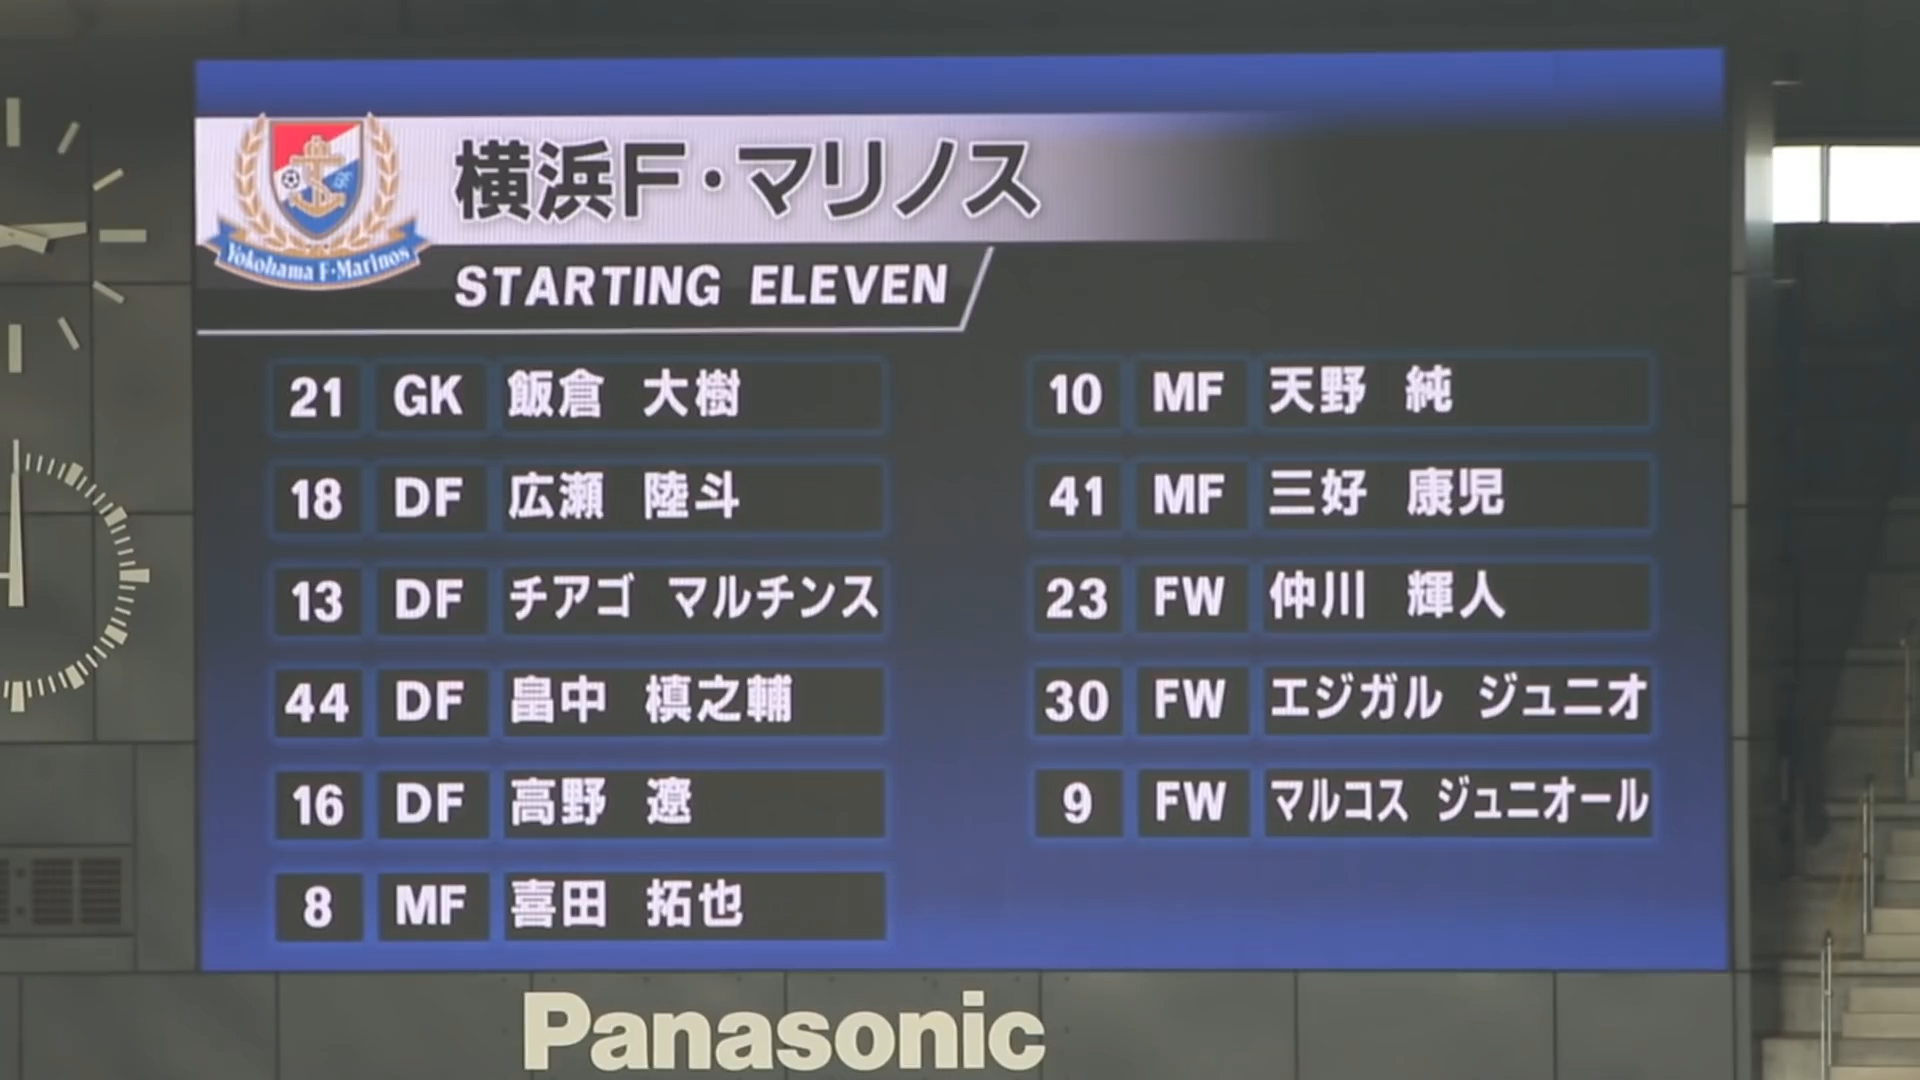 横浜F・マリノス
Yokohama F・Marinos
STARTING ELEVEN
21 GK 飯倉 大樹
18 DF 広瀬 陸斗
13 DF チアゴ マルチンス
44 DF 畠中 槙之輔
16 DF 高野 遼
8 MF 喜田 拓也
10 MF 天野 純
41 MF 三好 康児
23 FW 仲川 輝人
30 FW エジガル ジュニオ
9 FW マルコス ジュニオール
Panasonic